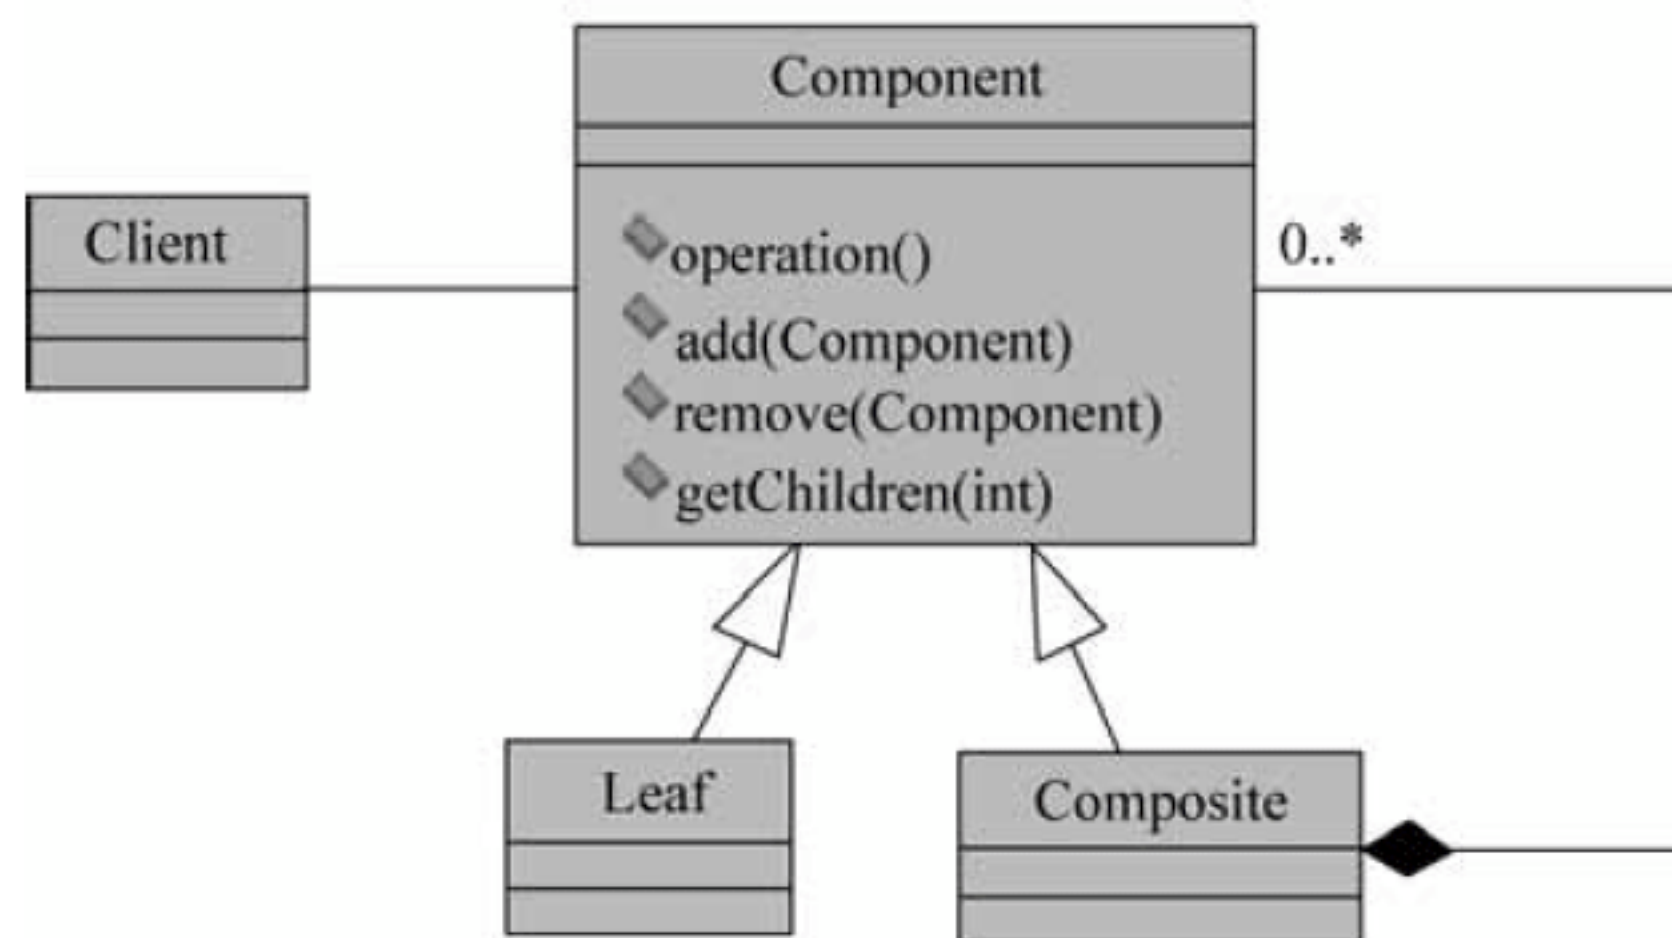 Component
Client
operation()
0..*
add(Component)
remove(Component)
getChildren(int)
Leaf
Composite